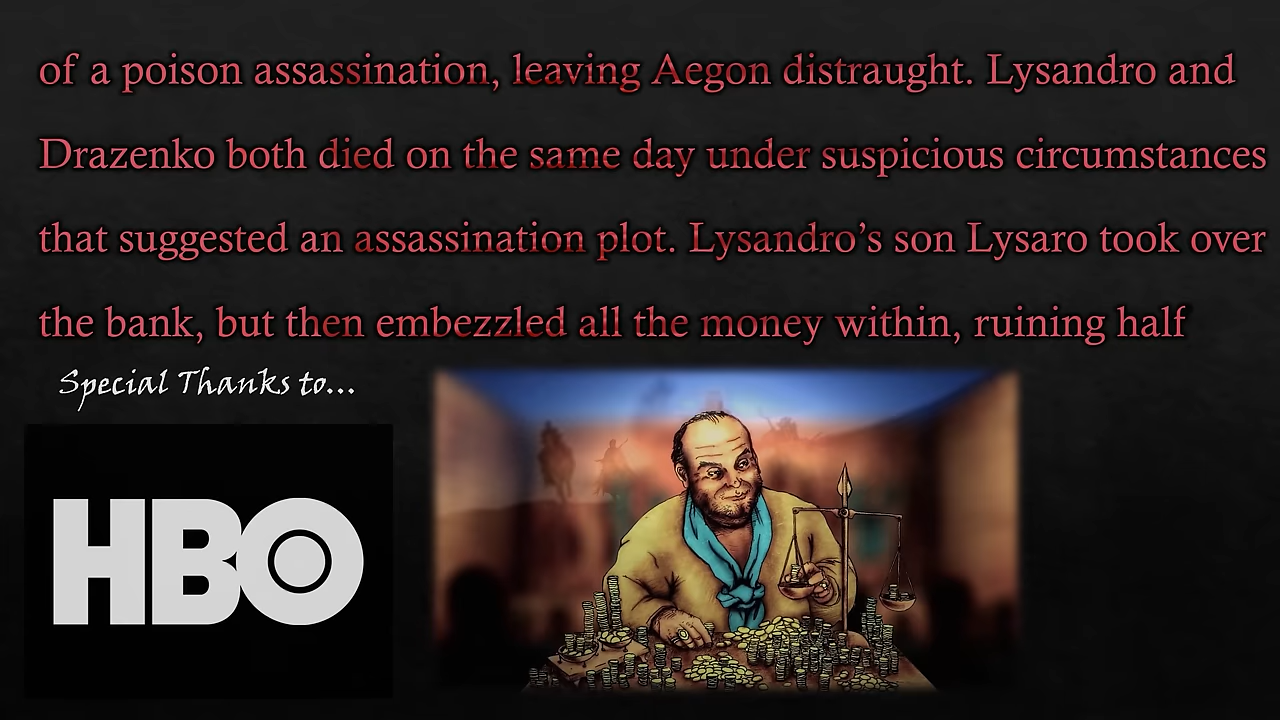 of a poison assassination, leaving Aegon distraught. Lysandro and
Drazenko both died on the same day under suspicious circumstances
that suggested an assassination plot. Lysandro’s son Lysaro took over
the bank, but then embezzled all the money within, ruining half
Special Thanks to...
HBO